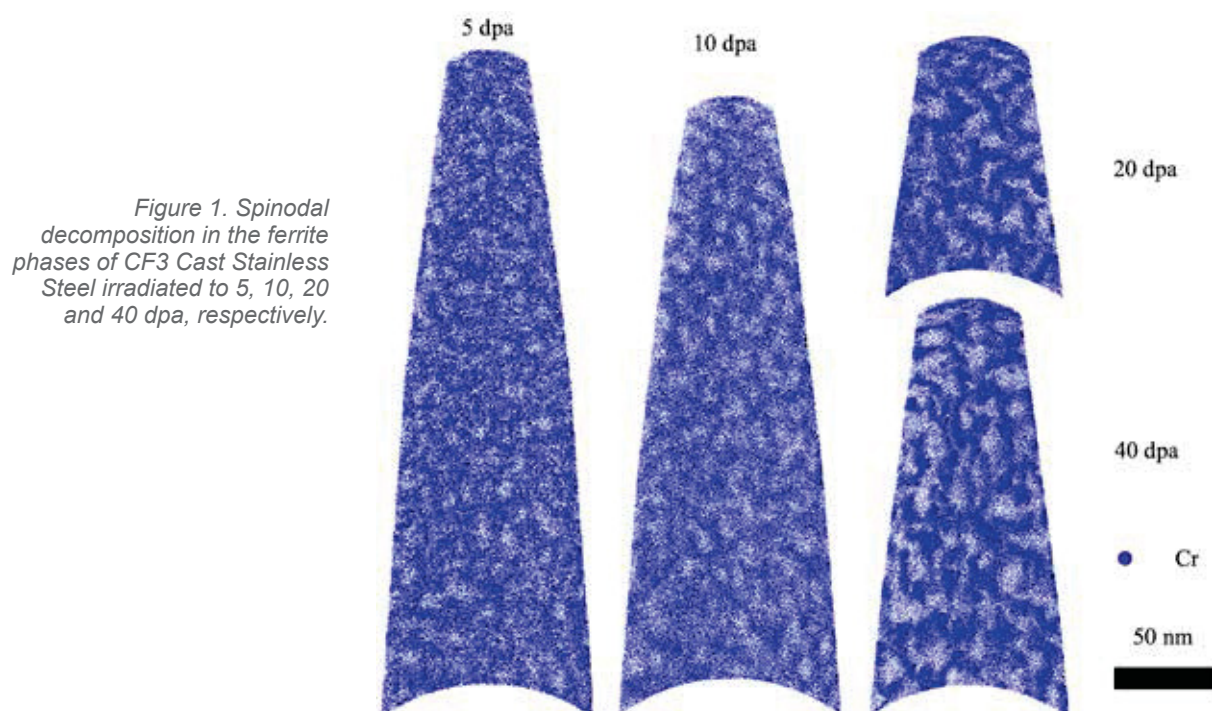 5 dpa
10 dpa
20 dpa
Figure 1. Spinodal
decomposition in the ferrite
phases of CF3 Cast Stainless
Steel irradiated to 5, 10, 20
and 40 dpa, respectively.
40 dpa
Cr
50 nm